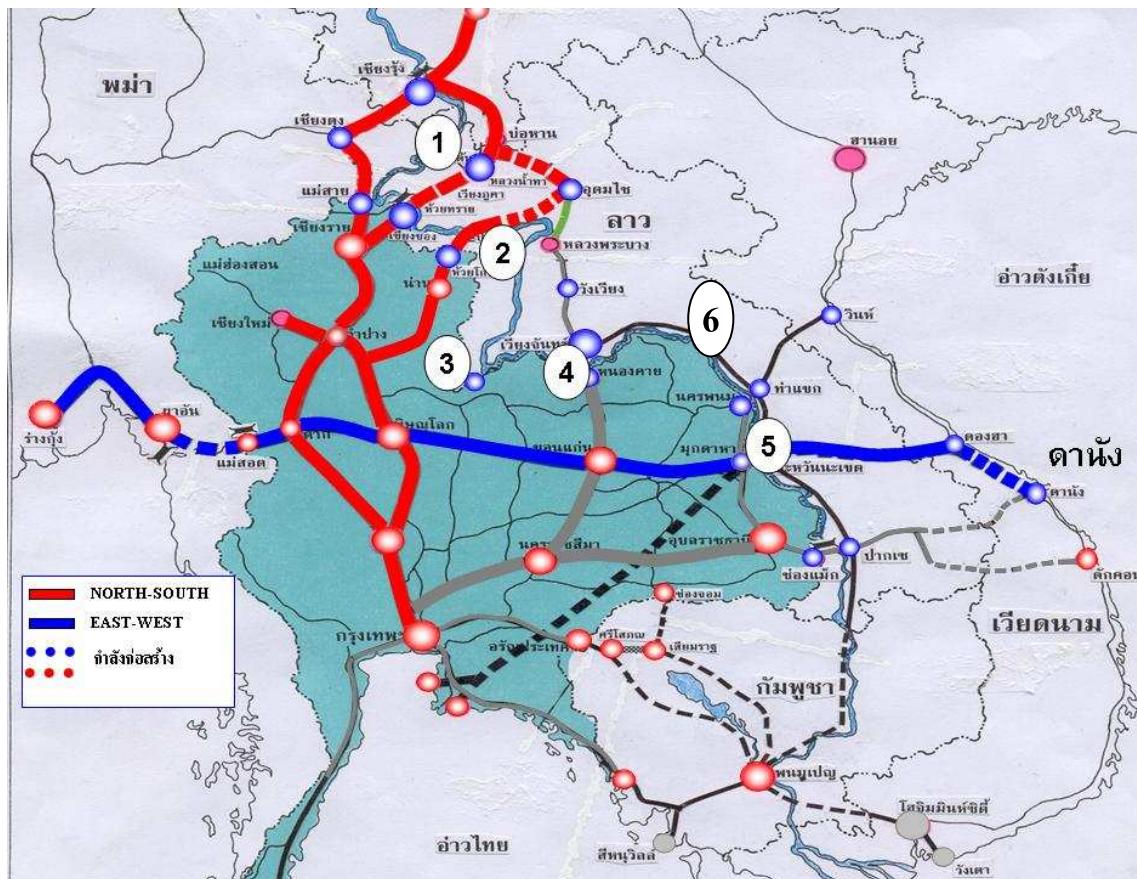 เชียงรุ้ง
พม่า
เชียงตุง
บ่อหาน
1
ฮานอย
หลวงน้ำทา
เวียงภูคา
แม่สาย
ห้วยทราย
อุดมไซ
ลาว
เชียงราย
เชียงของ
2
หลวงพระบาง
แม่ฮ่องสอน
ห้วยโก
อ่าวตังเกี๋ย
น่าน
วังเวียง
เชียงใหม่
6
วินห์
ลำปาง
เวียงจันทน์
3
4
หนองคาย
ท่าแขก
นครพนม
ย่างกุ้ง
ผาอัน
ตาก
พิษณุโลก
แม่สอด
ขอนแก่น
มุกดาหา
5
สะหวันนะเขต
ดองฮา
ดานัง
ดานัง
นครราชสีมา
อุบลราชธานี
ช่องแม็ก
ปากเซ
ดักคอน
NORTH-SOUTH
EAST-WEST
กำลังก่อสร้าง
ช่องจอม
เวียดนาม
กรุงเทพฯ
อรัญประเทศ
ศรีโสภณ
เสียมราฐ
กัมพูชา
พนมเปญ
โฮจิมมินห์ซิตี้
อ่าวไทย
สีหนุวิลล์
วังเตา